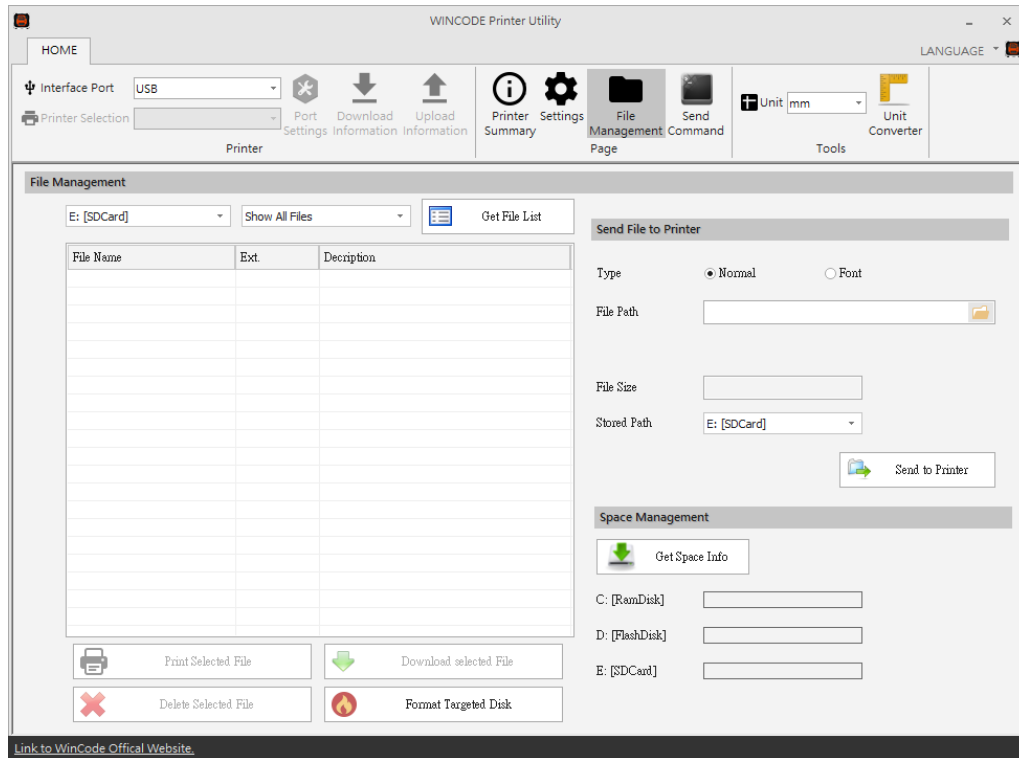 WINCODE Printer Utility
HOME
LANGUAGE
Interface Port USB
Printer Selection
Port Settings
Download Information
Upload Information
Printer
Printer Summary
Settings
File Management
Send Command
Page
Unit mm
Unit Converter
Tools
File Management
E: [SDCard] Show All Files Get File List
File Name Ext. Decription
Print Selected File Download selected File
Delete Selected File Format Targeted Disk
Send File to Printer
Type Normal Font
File Path
File Size
Stored Path E: [SDCard]
Send to Printer
Space Management
Get Space Info
C: [RamDisk]
D: [FlashDisk]
E: [SDCard]
Link to WinCode Offical Website.